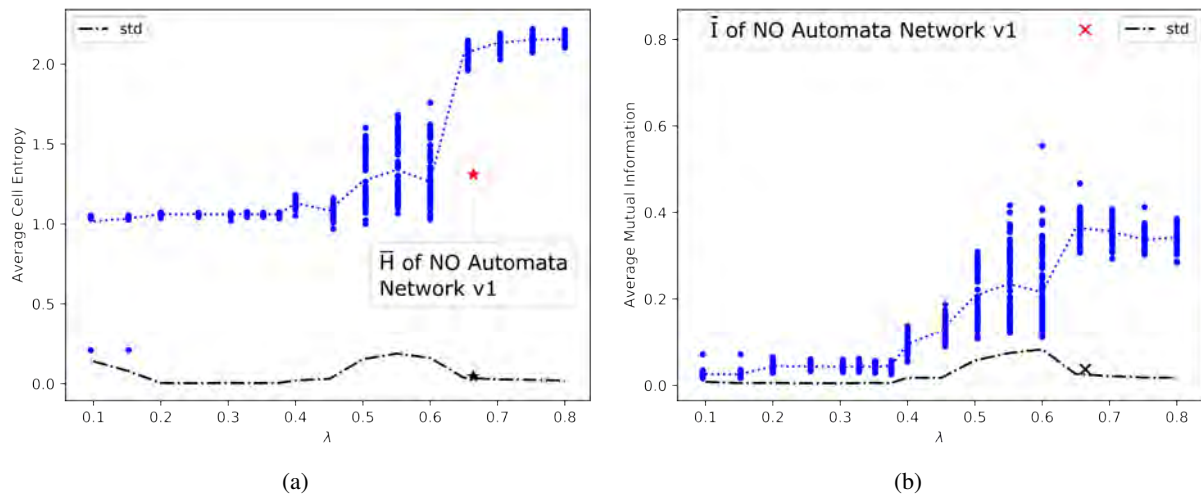 std
2.0
1.5
1.0
0.5
0.0
Average Cell Entropy
H̄ of NO Automata
Network v1
0.1 0.2 0.3 0.4 0.5 0.6 0.7 0.8
λ
(a)
Ī of NO Automata Network v1
std
0.8
0.6
0.4
0.2
0.0
Average Mutual Information
0.1 0.2 0.3 0.4 0.5 0.6 0.7 0.8
λ
(b)